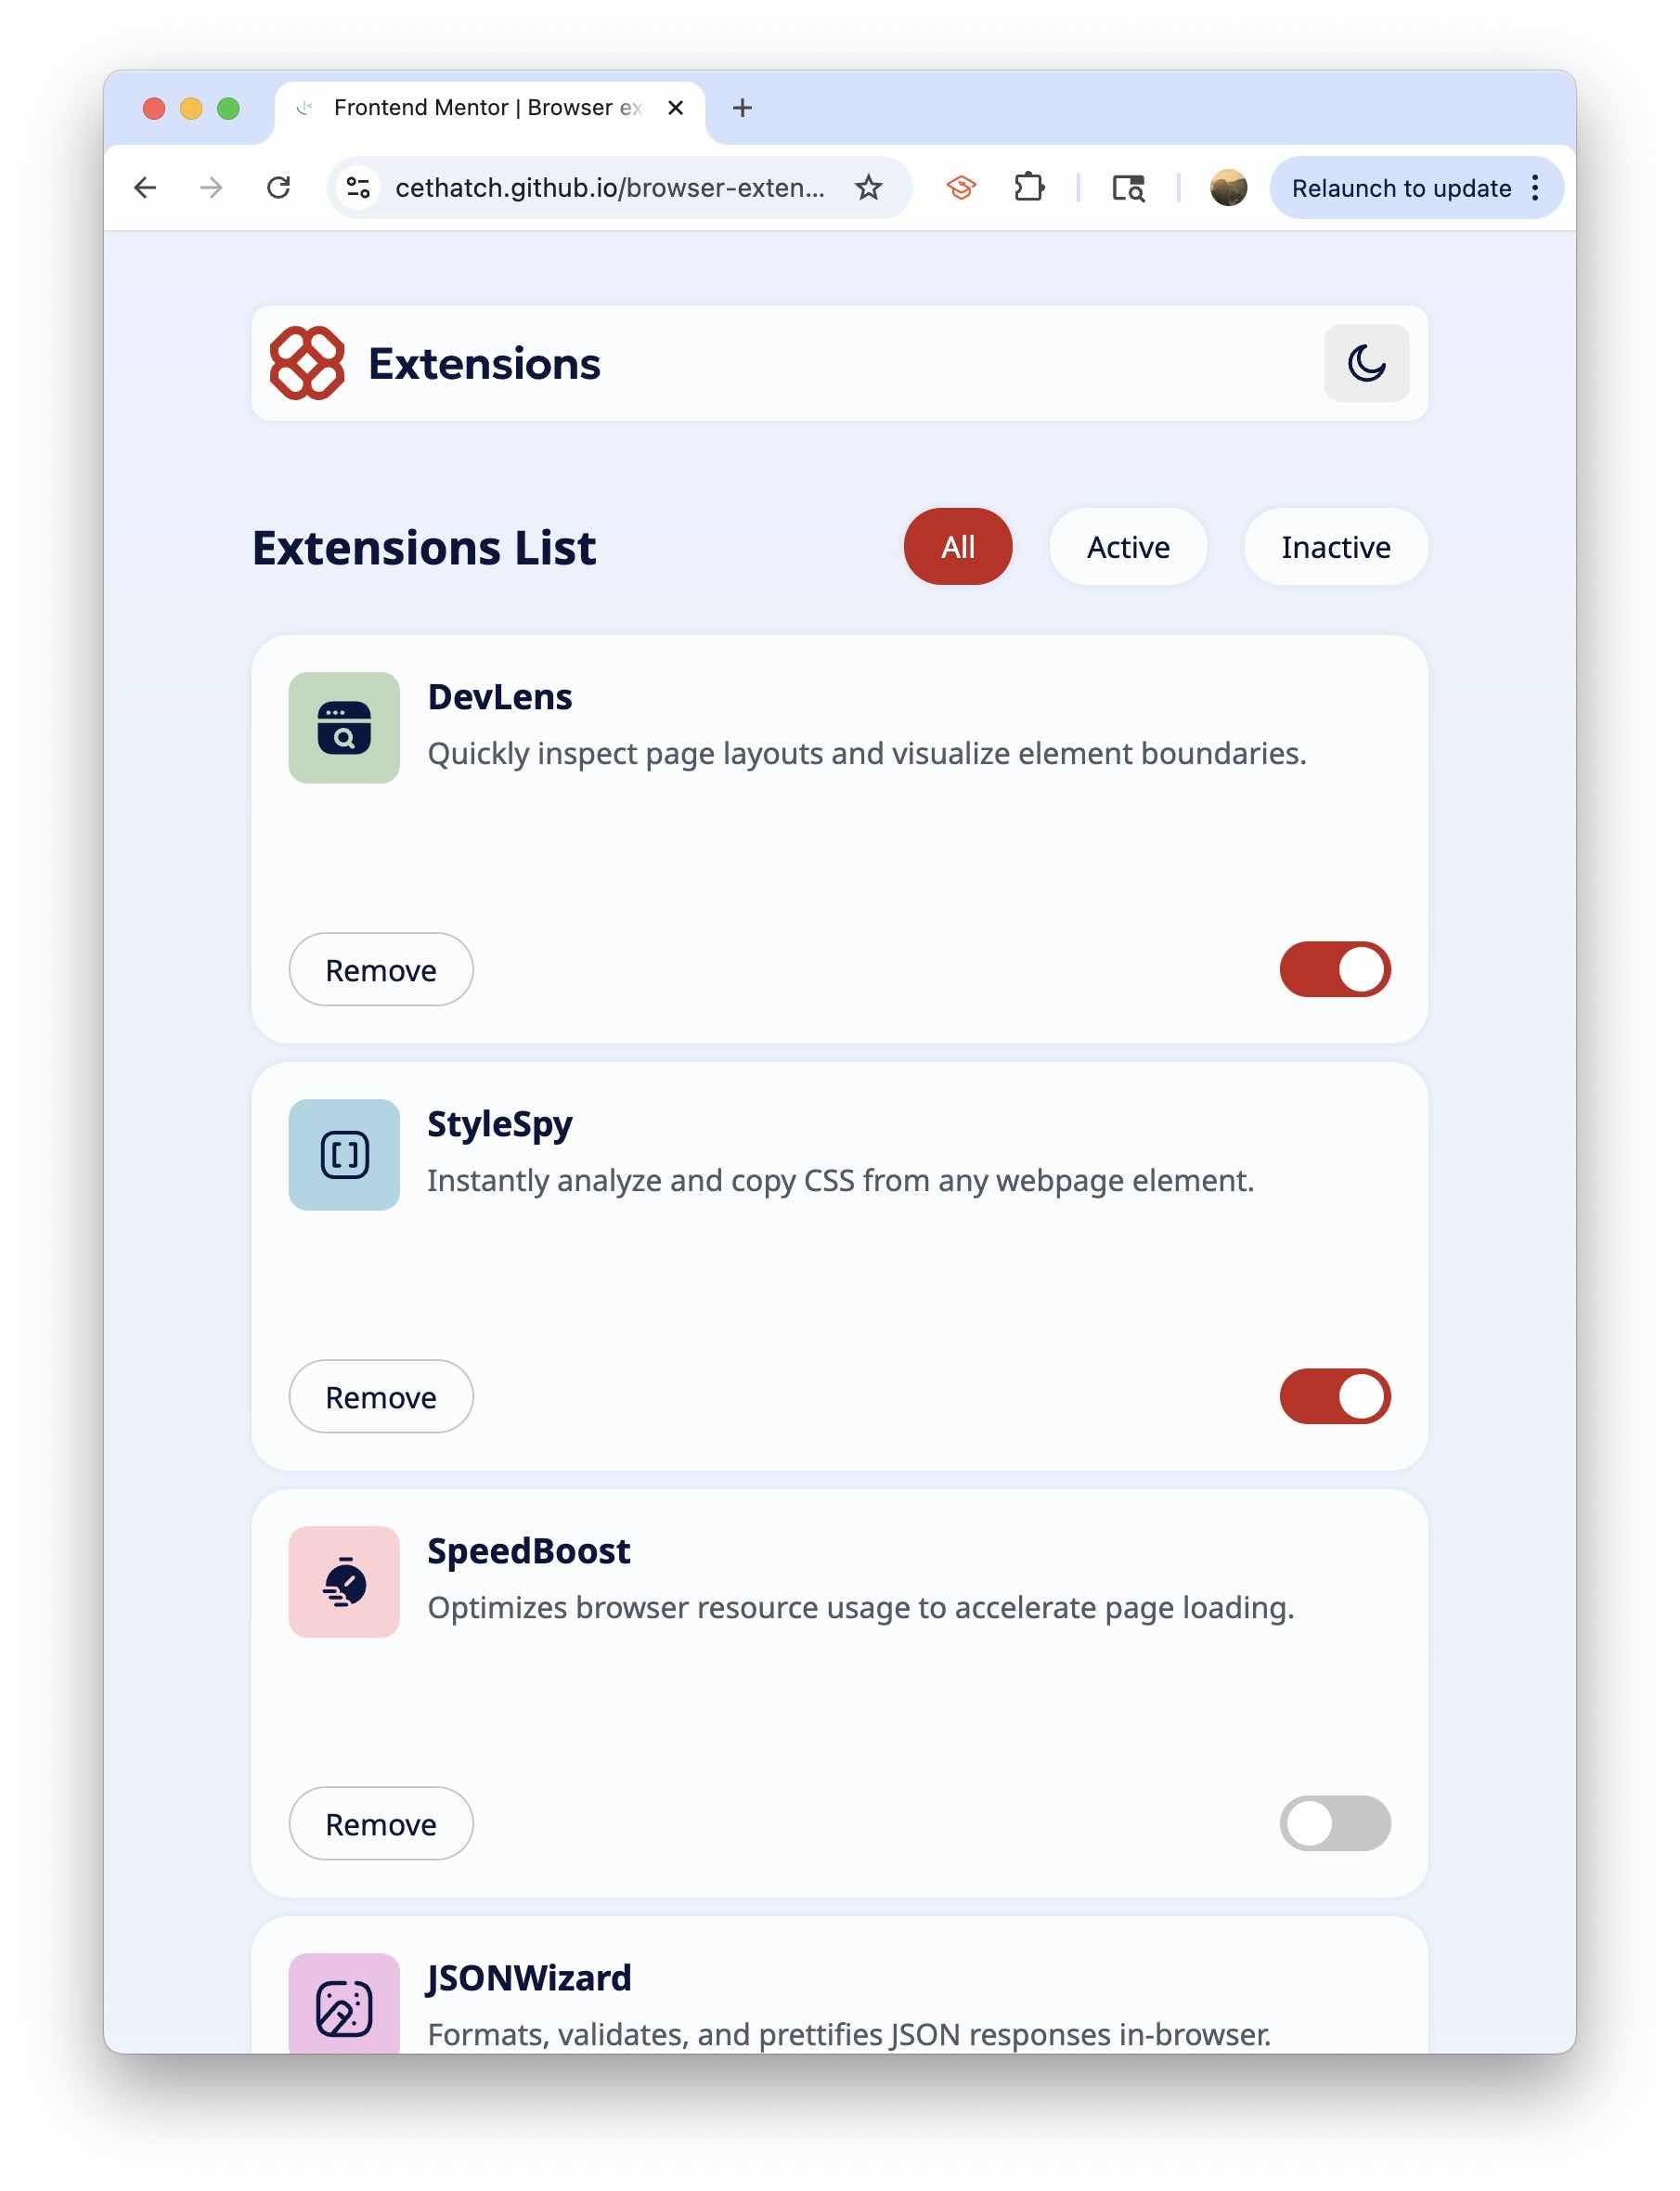 Frontend Mentor | Browser ex
cethatch.github.io/browser-exten...
Relaunch to update
Extensions
Extensions List
All
Active
Inactive
DevLens
Quickly inspect page layouts and visualize element boundaries.
Remove
StyleSpy
Instantly analyze and copy CSS from any webpage element.
Remove
SpeedBoost
Optimizes browser resource usage to accelerate page loading.
Remove
JSONWizard
Formats, validates, and prettifies JSON responses in-browser.